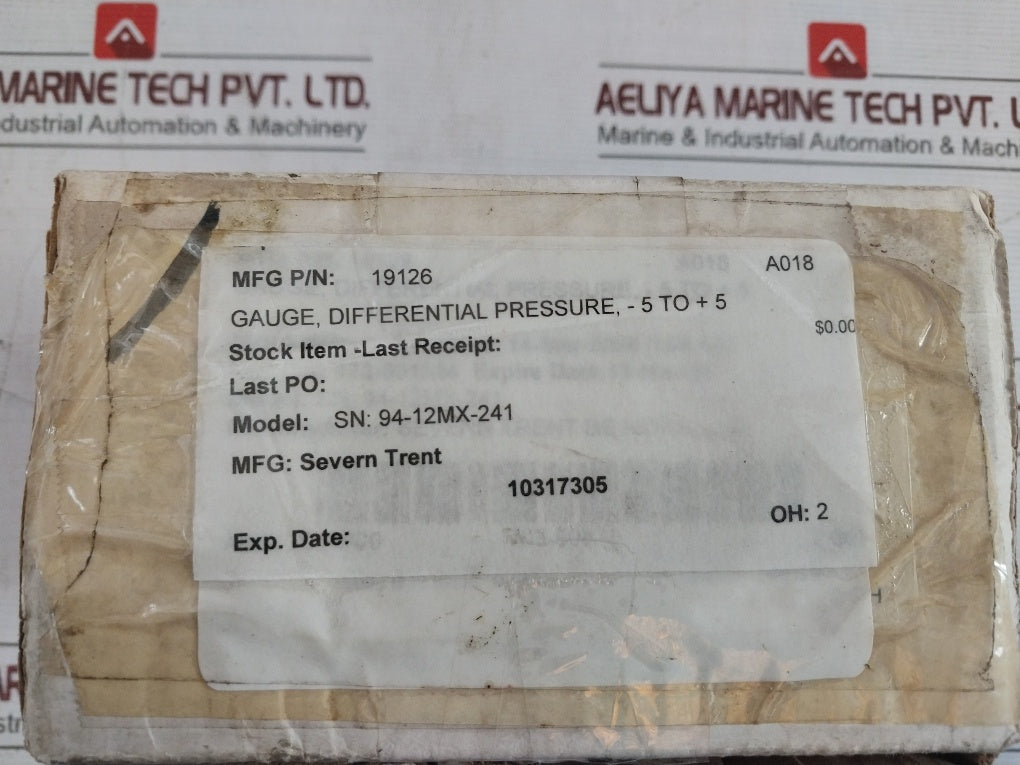 MARINE TECH PVT. LTD.
dustrial Automation & Machinery
AELIYA MARINE TECH PVT. L
Marine & Industrial Automation & Mach
MFG P/N: 19126
A018
GAUGE, DIFFERENTIAL PRESSURE, - 5 TO + 5
$0.00
Stock Item -Last Receipt:
Last PO:
Model: SN: 94-12MX-241
MFG: Severn Trent
10317305
OH: 2
Exp. Date: